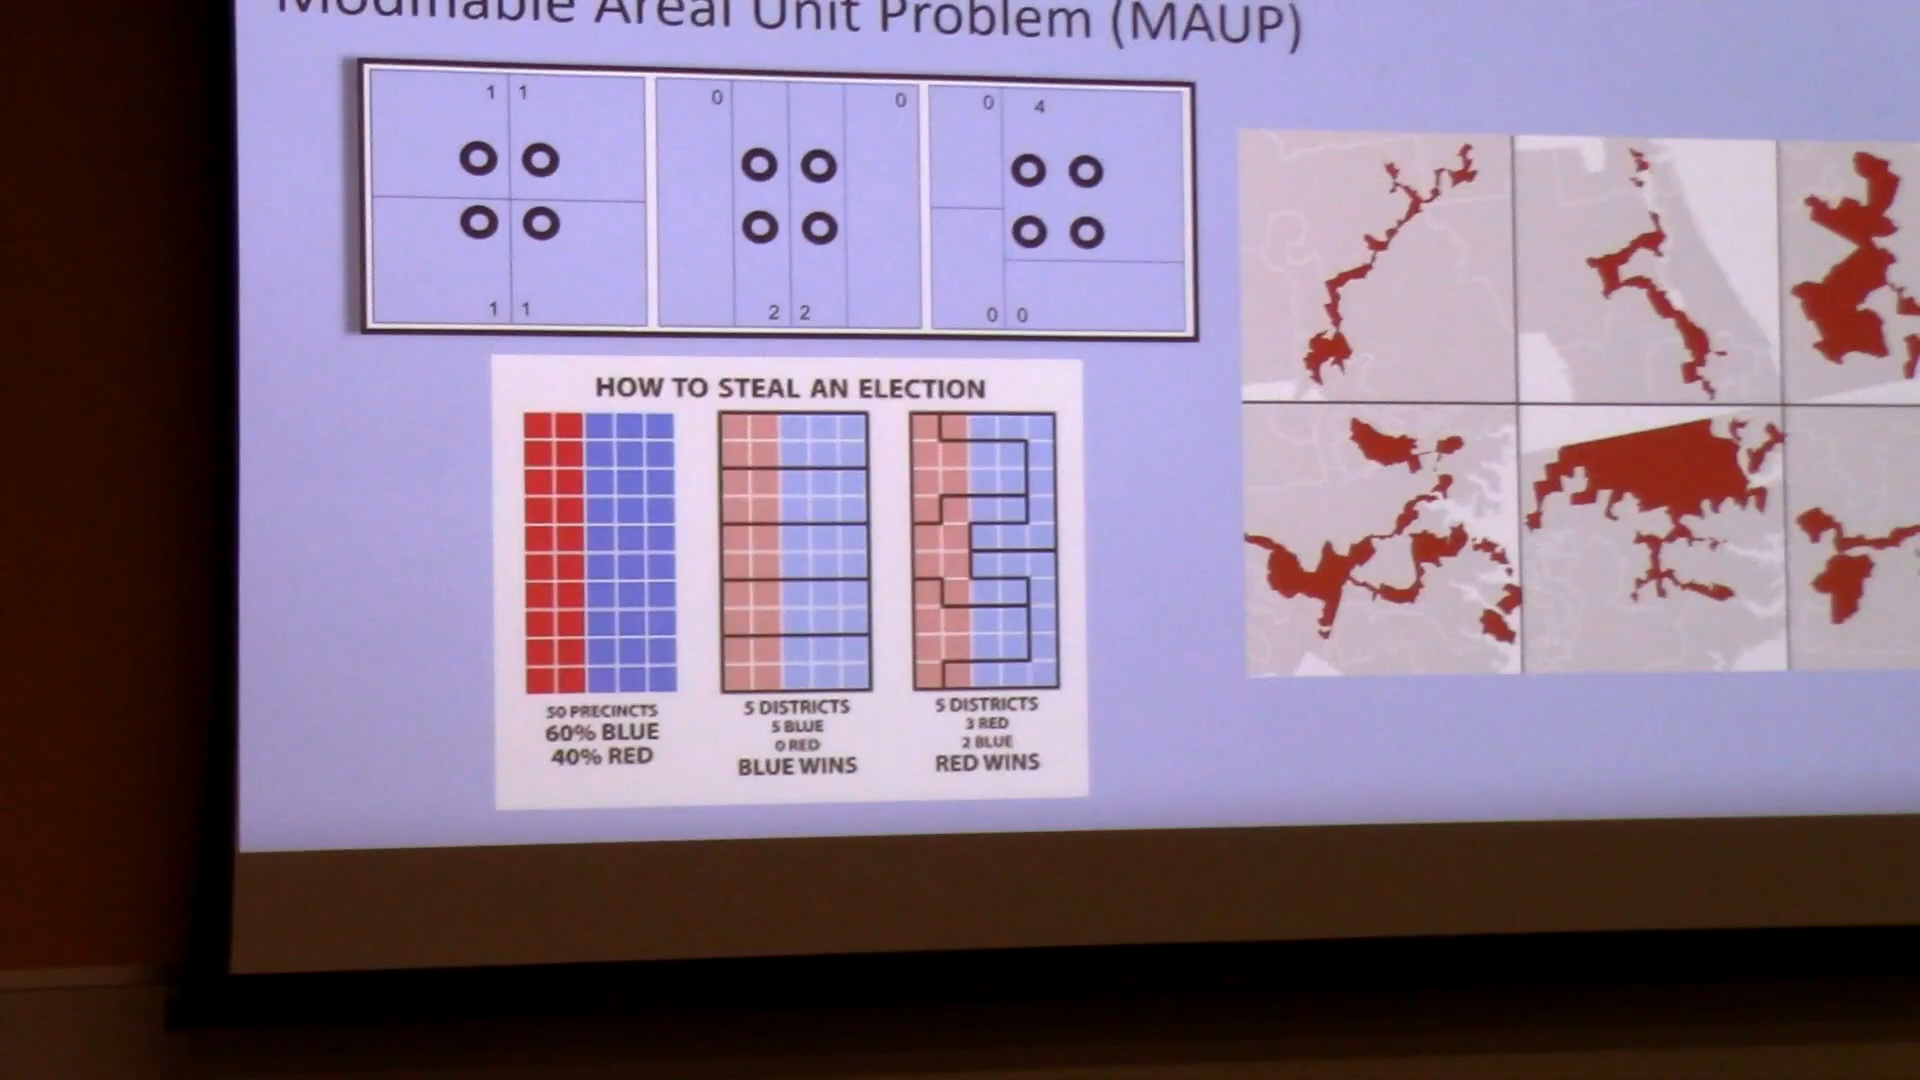 Modifiable Areal Unit Problem (MAUP)
1 1
0 0
0 4
1 1
2 2
0 0
HOW TO STEAL AN ELECTION
50 PRECINCTS
60% BLUE
40% RED
5 DISTRICTS
5 BLUE
0 RED
BLUE WINS
5 DISTRICTS
3 RED
2 BLUE
RED WINS